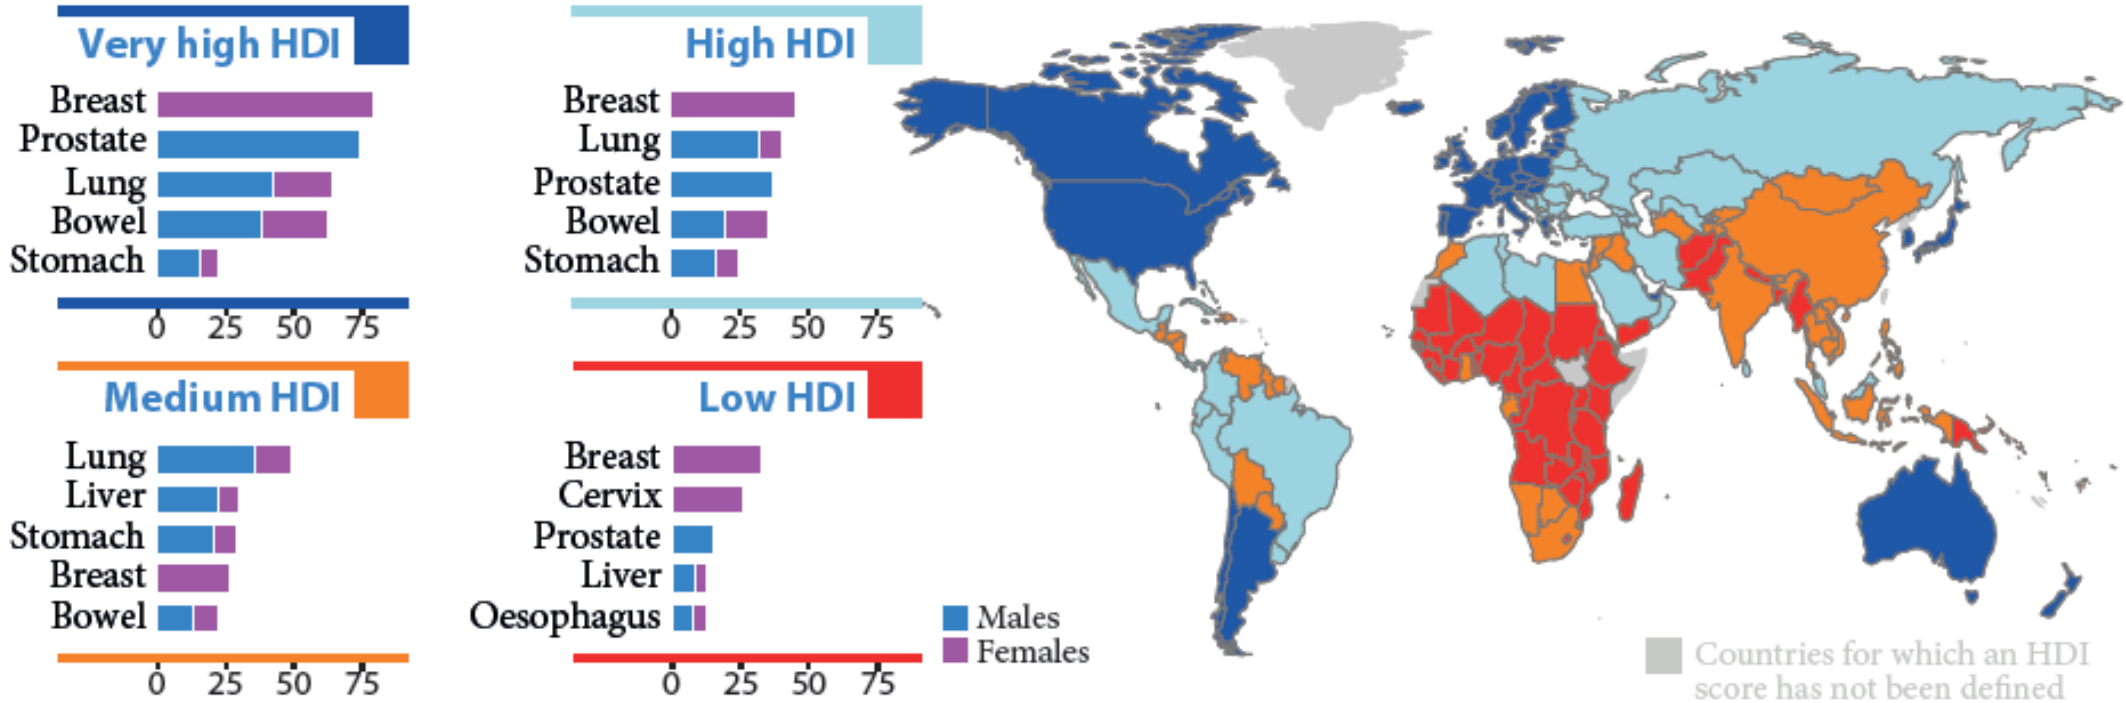 Very high HDI
Breast
Prostate
Lung
Bowel
Stomach
0 25 50 75
High HDI
Breast
Lung
Prostate
Bowel
Stomach
0 25 50 75
Medium HDI
Lung
Liver
Stomach
Breast
Bowel
0 25 50 75
Low HDI
Breast
Cervix
Prostate
Liver
Oesophagus
0 25 50 75
Males
Females
Countries for which an HDI
score has not been defined